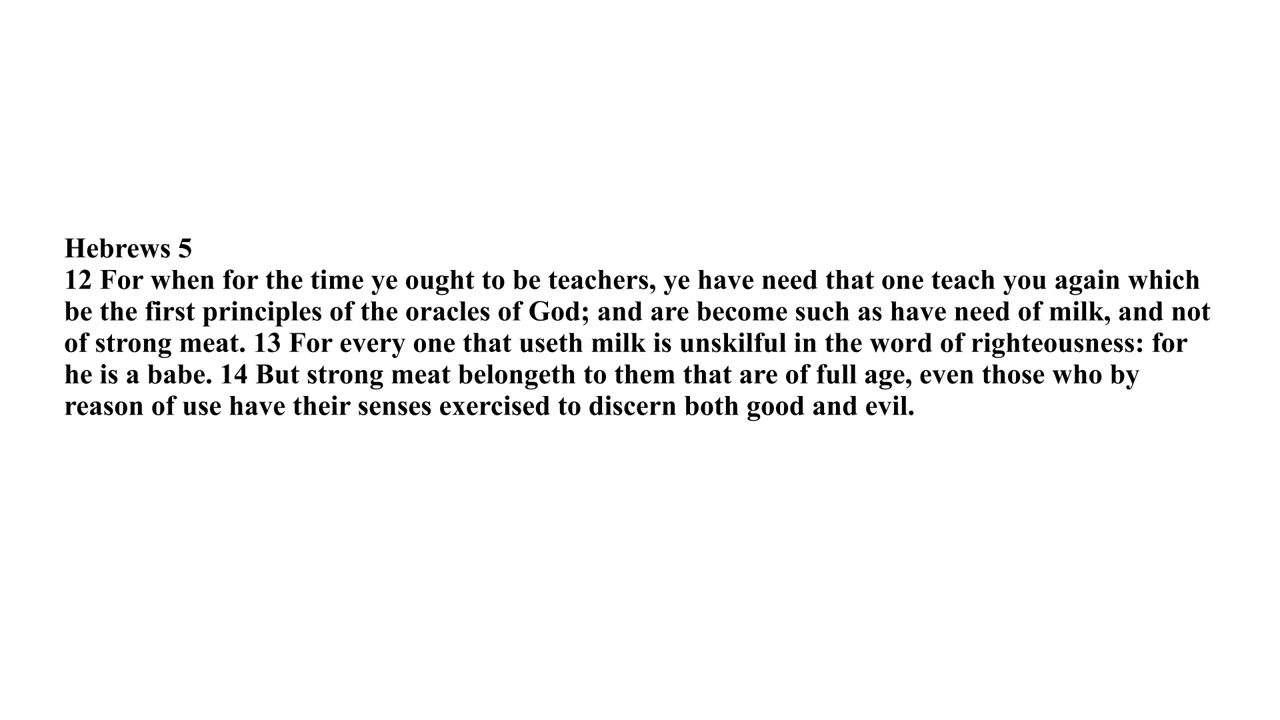 Hebrews 5
12 For when for the time ye ought to be teachers, ye have need that one teach you again which
be the first principles of the oracles of God; and are become such as have need of milk, and not
of strong meat. 13 For every one that useth milk is unskilful in the word of righteousness: for
he is a babe. 14 But strong meat belongeth to them that are of full age, even those who by
reason of use have their senses exercised to discern both good and evil.